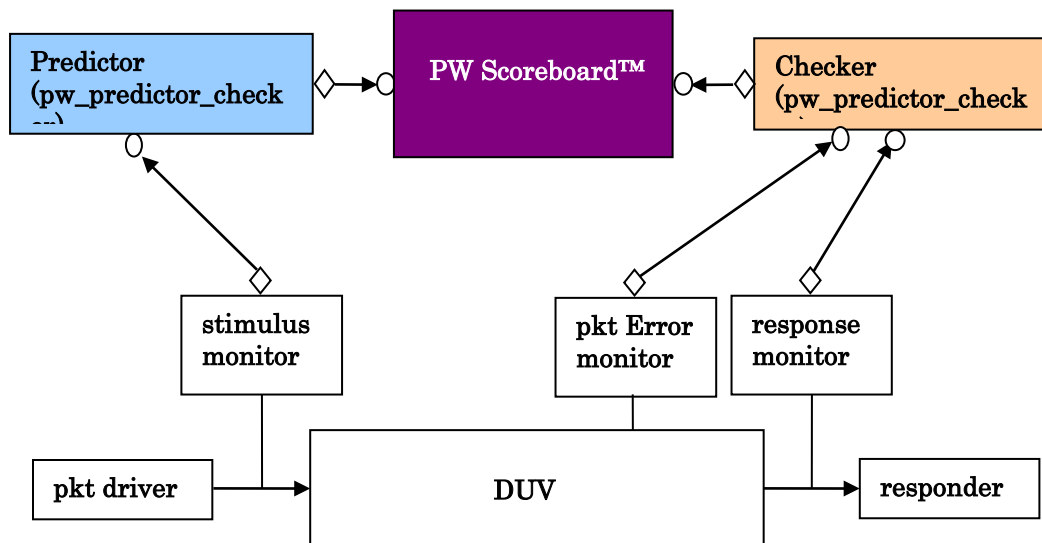 Predictor
(pw_predictor_check
PW Scoreboard™
Checker
(pw_predictor_check
stimulus
monitor
pkt Error
monitor
response
monitor
pkt driver
DUV
responder